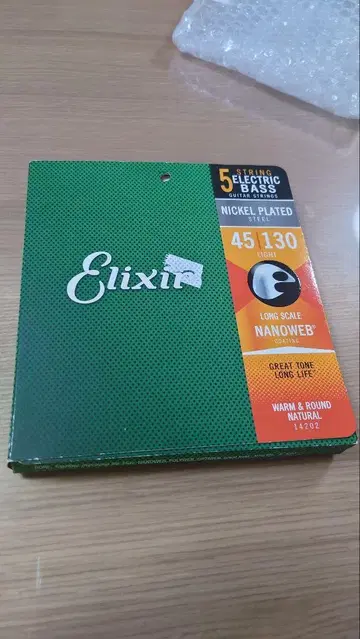 Elixir
5 STRING
ELECTRIC
BASS
GUITAR STRINGS
NICKEL PLATED
STEEL
45|130
LIGHT
LONG SCALE
NANOWEB®
COATING
GREAT TONE
LONG LIFE
WARM & ROUND
NATURAL
14202